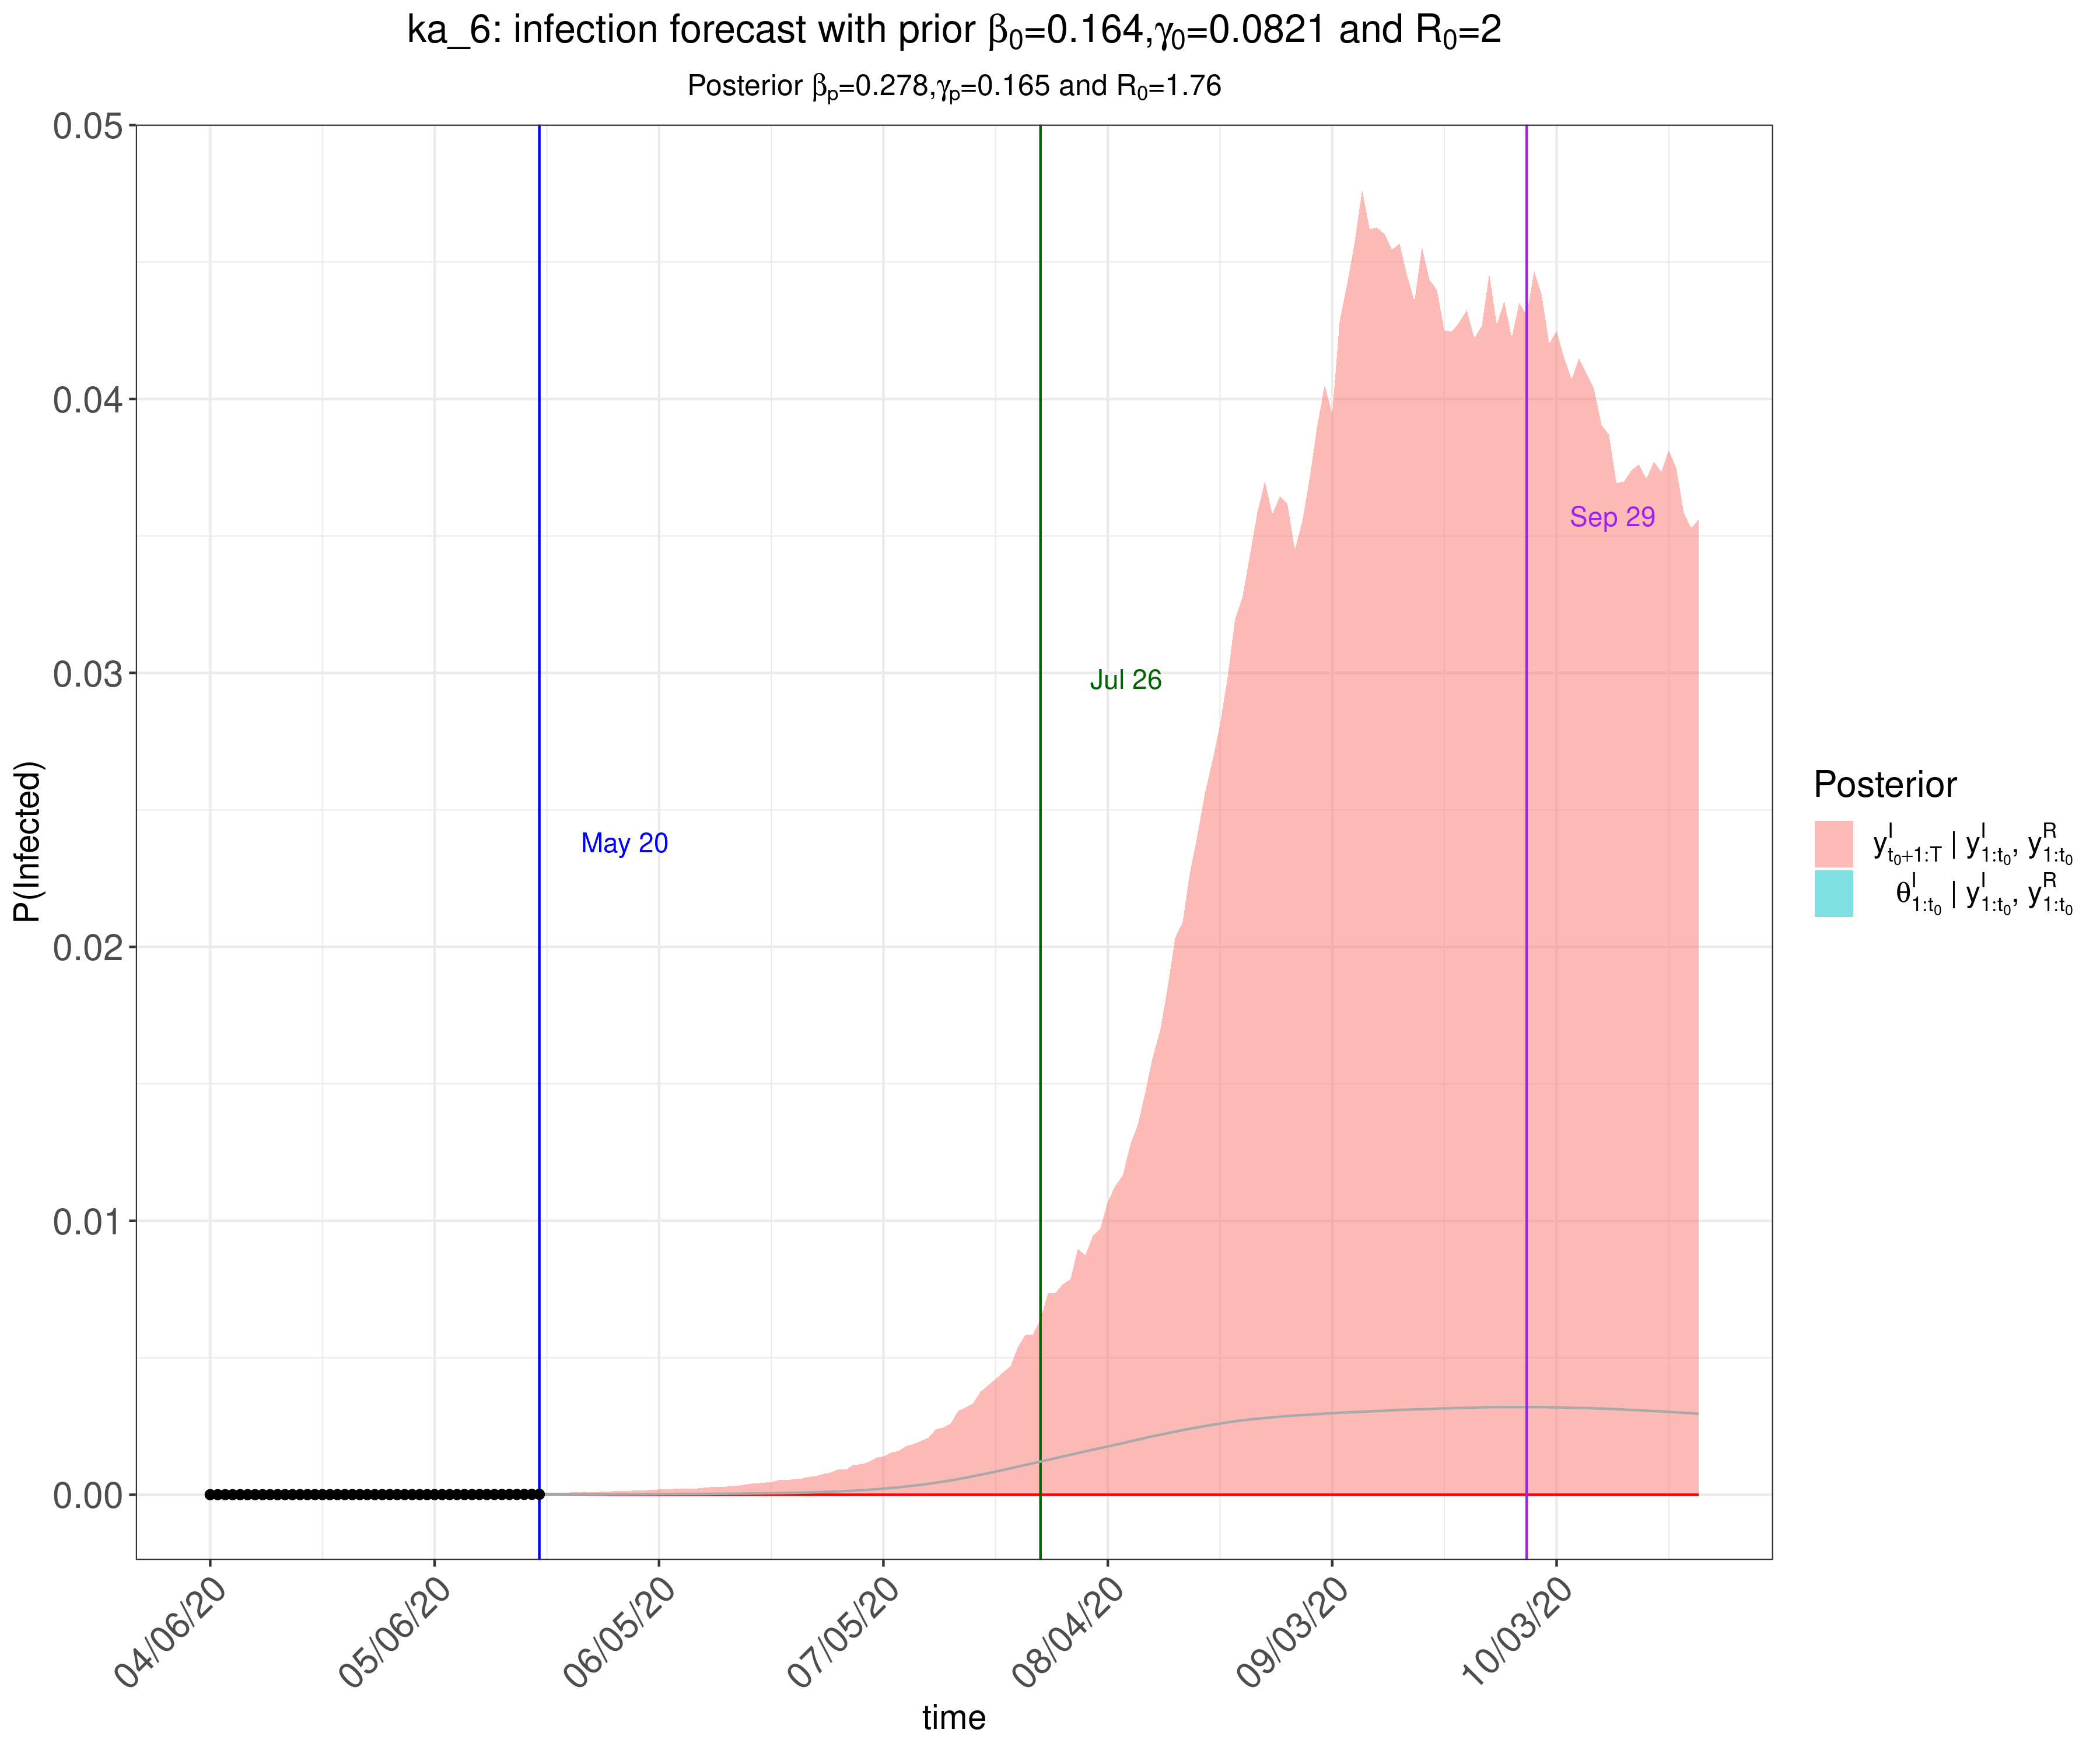 ka_6: infection forecast with prior β₀=0.164,γ₀=0.0821 and R₀=2
Posterior βₚ=0.278,γₚ=0.165 and R₀=1.76
0.05
0.04
0.03
0.02
0.01
0.00
P(Infected)
May 20
Jul 26
Sep 29
04/06/20
05/06/20
06/05/20
07/05/20
08/04/20
09/03/20
10/03/20
time
Posterior
y^I_{t₀+1:T} | y^I_{1:t₀}, y^R_{1:t₀}
θ^I_{1:t₀} | y^I_{1:t₀}, y^R_{1:t₀}